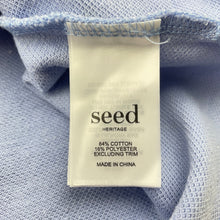 seed
HERITAGE
84% COTTON
16% POLYESTER
EXCLUDING TRIM
MADE IN CHINA